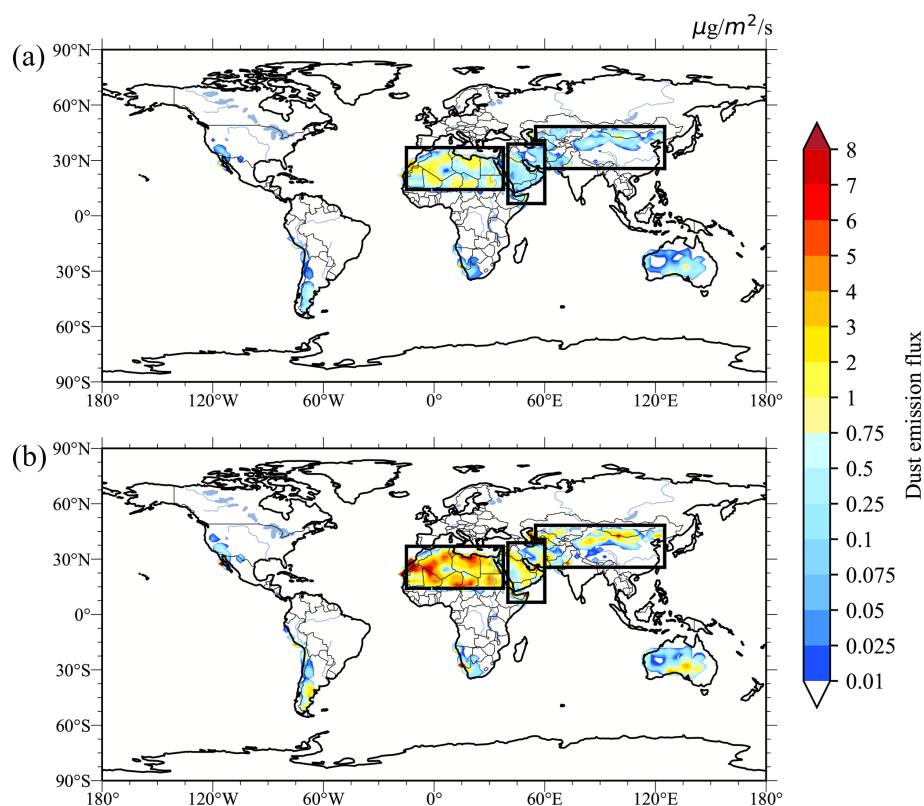 μg/m²/s
(a)
90°N
60°N
30°N
0°
30°S
60°S
90°S
180° 120°W 60°W 0° 60°E 120°E 180°
(b)
90°N
60°N
30°N
0°
30°S
60°S
90°S
180° 120°W 60°W 0° 60°E 120°E 180°
8
7
6
5
4
3
2
1
0.75
0.5
0.25
0.1
0.075
0.05
0.025
0.01
Dust emission flux